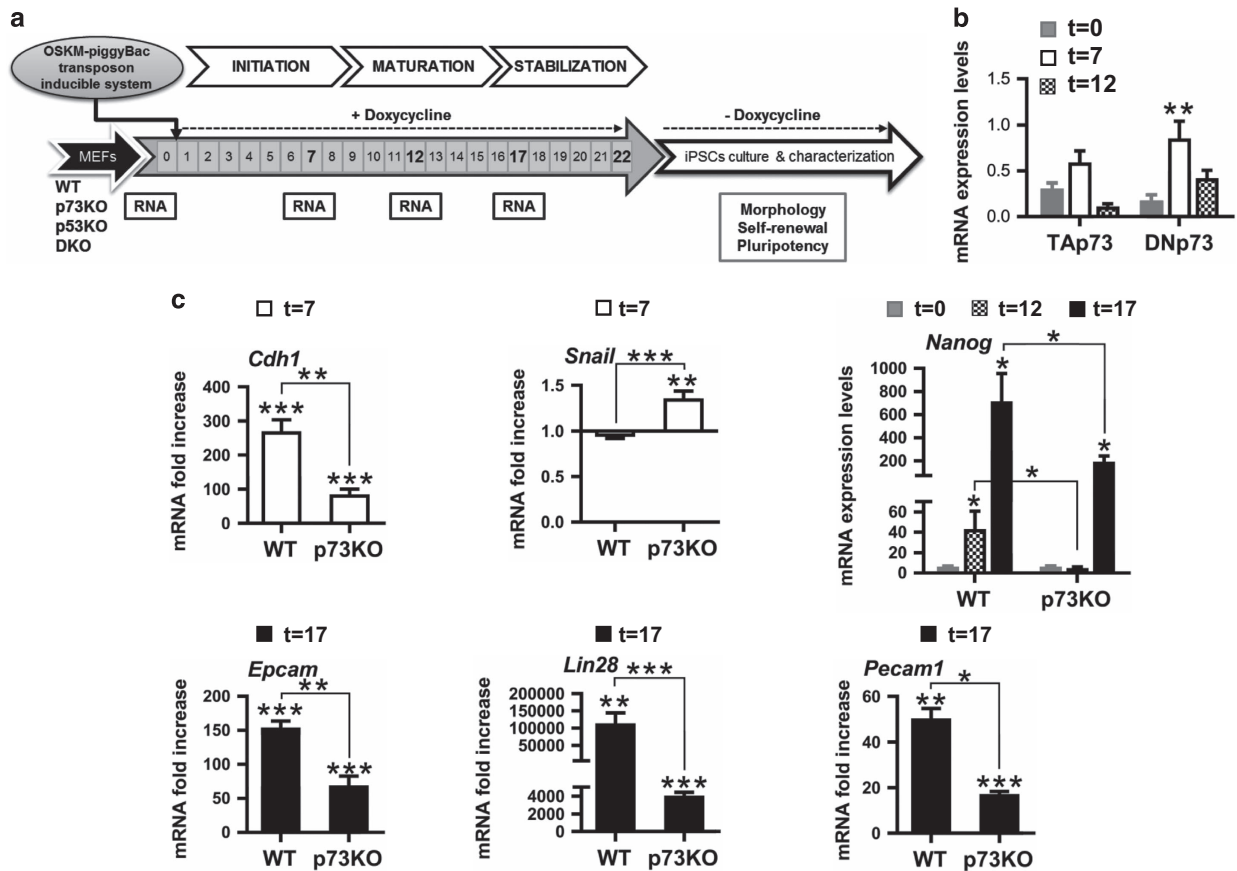 a
OSKM-piggyBac
transposon
inducible system
INITIATION
MATURATION
STABILIZATION
+ Doxycycline
- Doxycycline
MEFs
0 1 2 3 4 5 6 7 8 9 10 11 12 13 14 15 16 17 18 19 20 21 22
iPSCs culture & characterization
WT
p73KO
p53KO
DKO
RNA
RNA
RNA
RNA
Morphology
Self-renewal
Pluripotency
b
t=0
t=7
t=12
mRNA expression levels
1.5
1.0
0.5
0.0
**
TAp73 DNp73
c
t=7
Cdh1
mRNA fold increase
400
300
200
100
0
**
***
***
WT p73KO
t=7
Snail
mRNA fold increase
1.5
1.0
0.5
0.0
***
**
WT p73KO
t=0 t=12 t=17
Nanog
mRNA expression levels
1000
800
600
400
200
60
40
20
0
*
*
*
*
*
WT p73KO
t=17
Epcam
mRNA fold increase
200
150
100
50
0
**
***
***
WT p73KO
t=17
Lin28
mRNA fold increase
200000
150000
100000
50000
4000
2000
0
***
**
***
WT p73KO
t=17
Pecam1
mRNA fold increase
60
40
20
0
*
**
***
WT p73KO